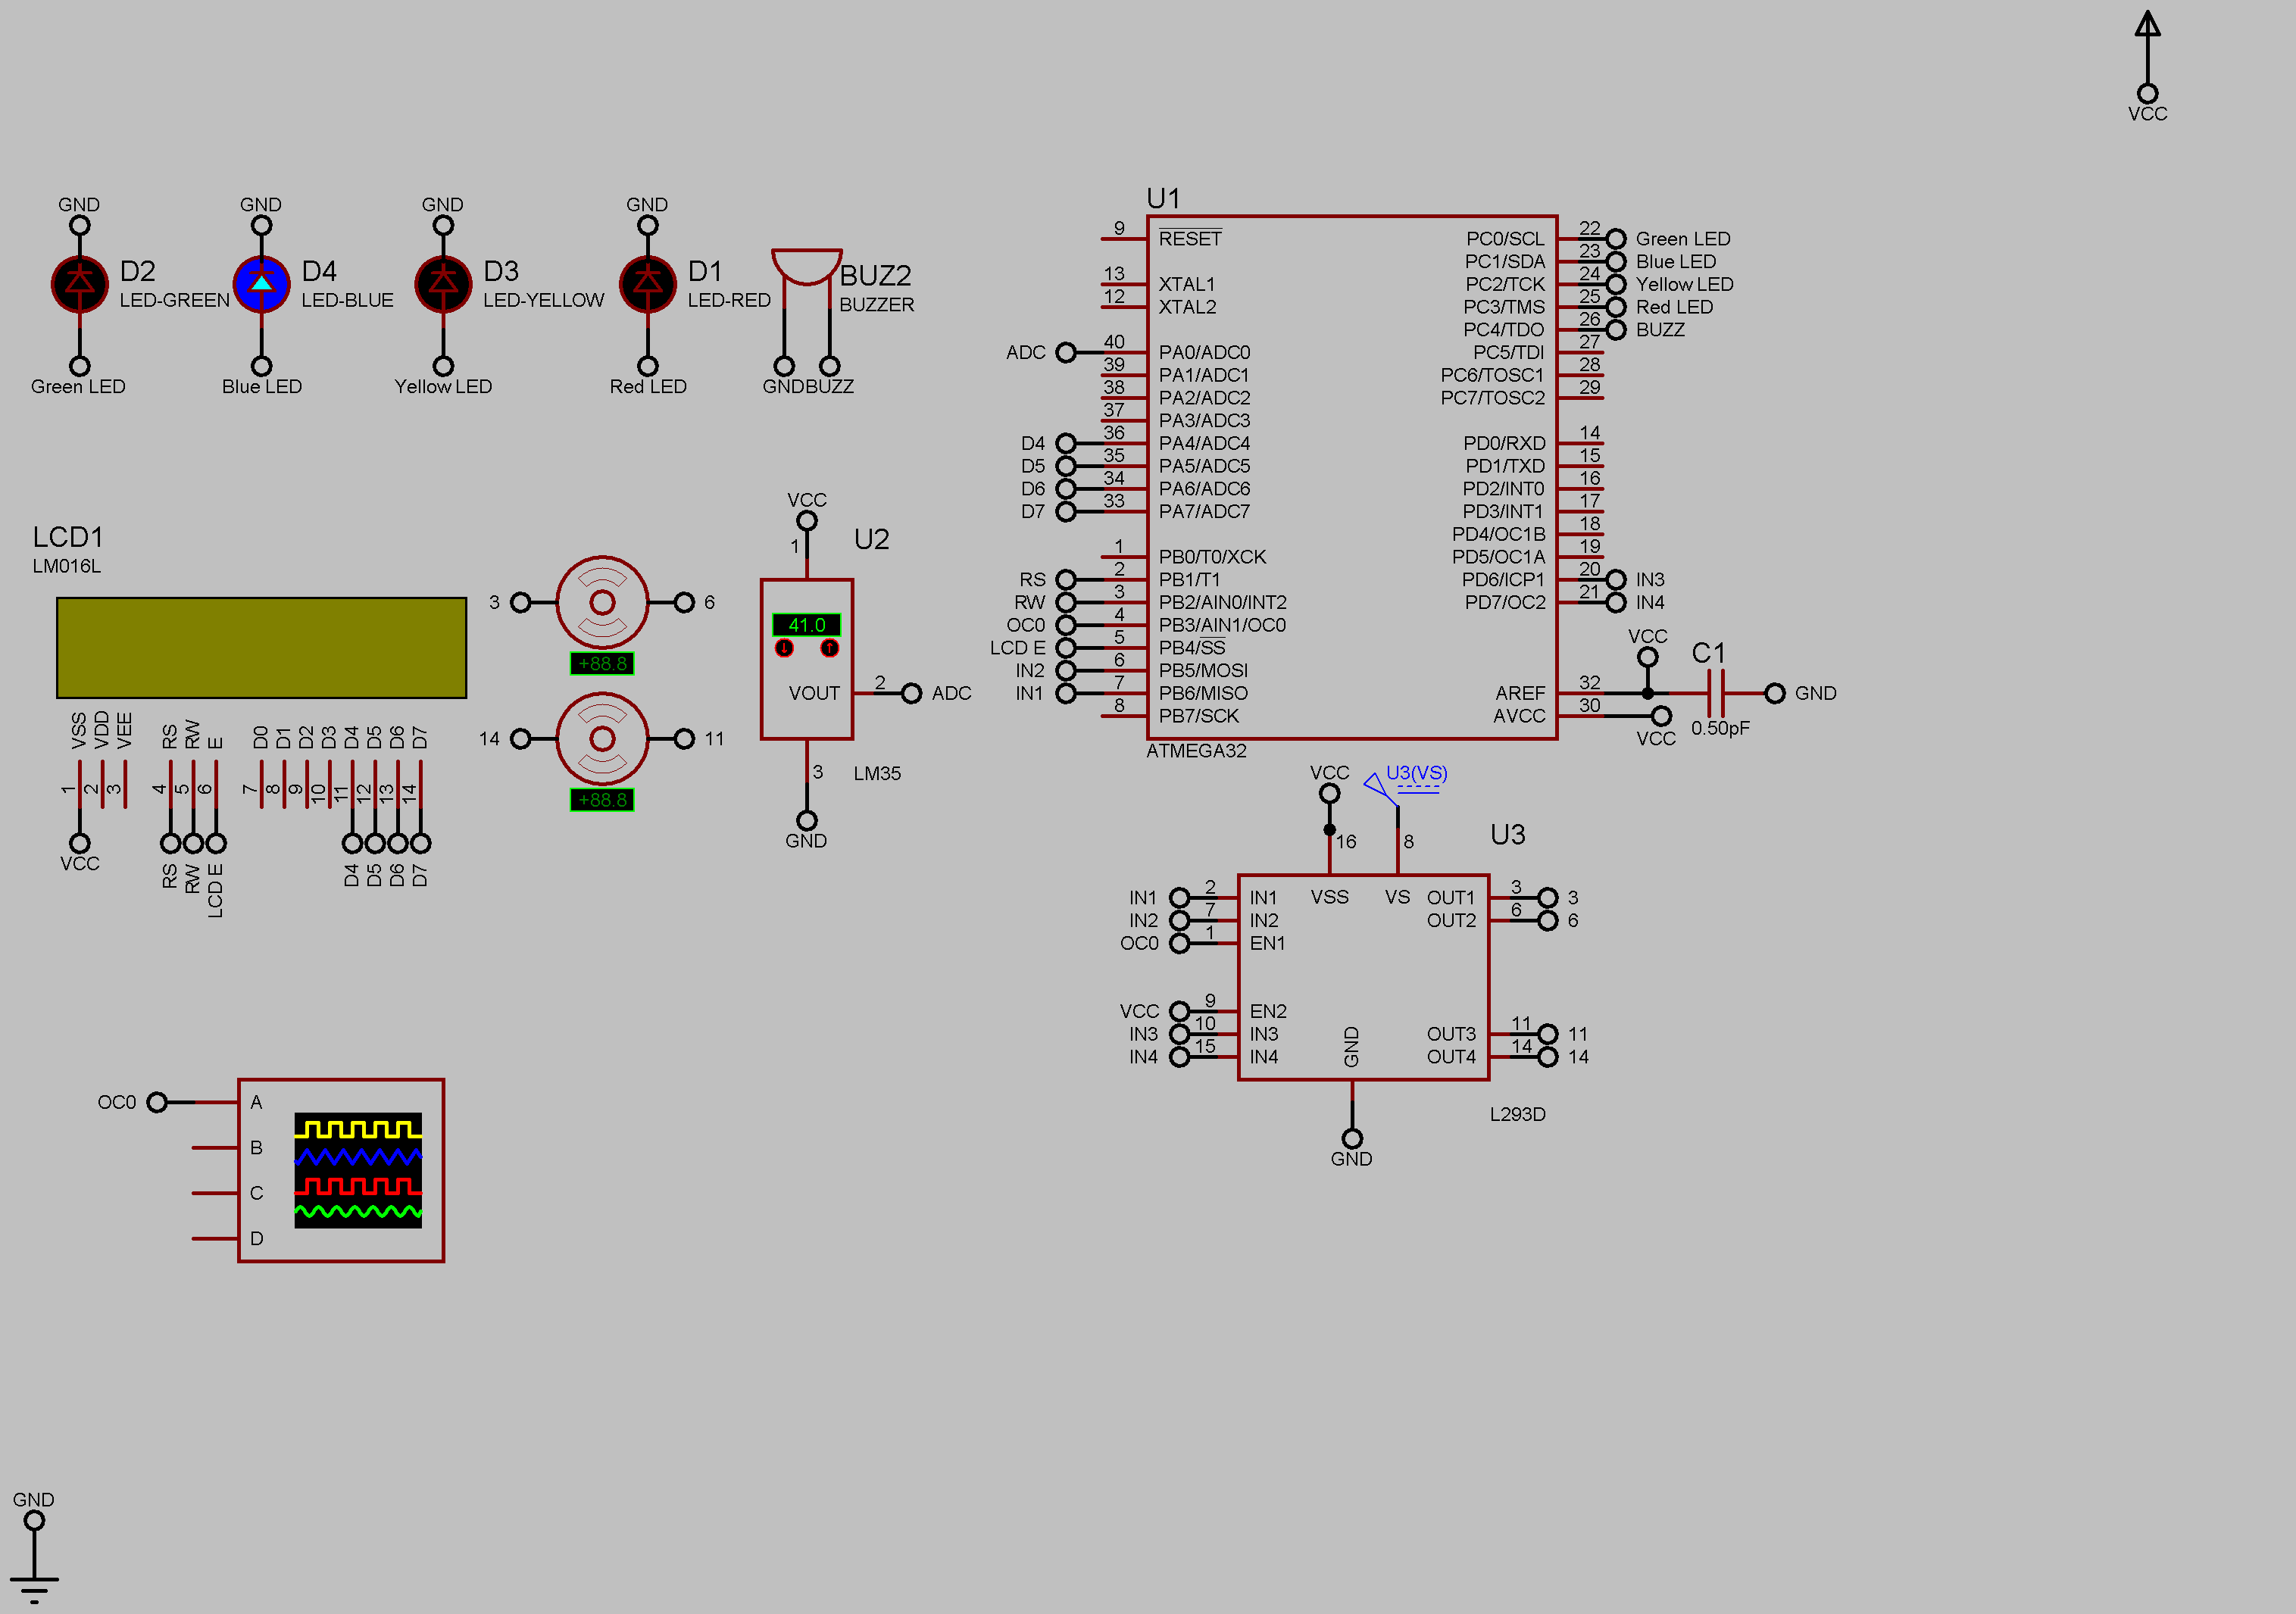 VCC
GND
D2
LED-GREEN
Green LED
GND
D4
LED-BLUE
Blue LED
GND
D3
LED-YELLOW
Yellow LED
GND
D1
LED-RED
Red LED
BUZ2
BUZZER
GND
BUZZ
U1
9 RESET
13 XTAL1
12 XTAL2
ADC 40 PA0/ADC0
39 PA1/ADC1
38 PA2/ADC2
37 PA3/ADC3
D4 36 PA4/ADC4
D5 35 PA5/ADC5
D6 34 PA6/ADC6
D7 33 PA7/ADC7
1 PB0/T0/XCK
RS 2 PB1/T1
RW 3 PB2/AIN0/INT2
OC0 4 PB3/AIN1/OC0
LCD E 5 PB4/SS
IN2 6 PB5/MOSI
IN1 7 PB6/MISO
8 PB7/SCK
PC0/SCL 22 Green LED
PC1/SDA 23 Blue LED
PC2/TCK 24 Yellow LED
PC3/TMS 25 Red LED
PC4/TDO 26 BUZZ
PC5/TDI 27
PC6/TOSC1 28
PC7/TOSC2 29
PD0/RXD 14
PD1/TXD 15
PD2/INT0 16
PD3/INT1 17
PD4/OC1B 18
PD5/OC1A 19
PD6/ICP1 20 IN3
PD7/OC2 21 IN4
AREF 32
AVCC 30
VCC
VCC
C1
0.50pF
GND
ATMEGA32
LCD1
LM016L
VSS VDD VEE RS RW E D0 D1 D2 D3 D4 D5 D6 D7
1 2 3 4 5 6 7 8 9 10 11 12 13 14
VCC
RS RW LCD E D4 D5 D6 D7
3 6
+88.8
14 11
+88.8
VCC
1
U2
41.0
VOUT 2 ADC
3
LM35
GND
VCC
U3(VS)
16
8
U3
VSS
VS
IN1 2 IN1
IN2 7 IN2
OC0 1 EN1
VCC 9 EN2
IN3 10 IN3
IN4 15 IN4
OUT1 3 3
OUT2 6 6
OUT3 11 11
OUT4 14 14
GND
GND
L293D
OC0 A
B
C
D
GND